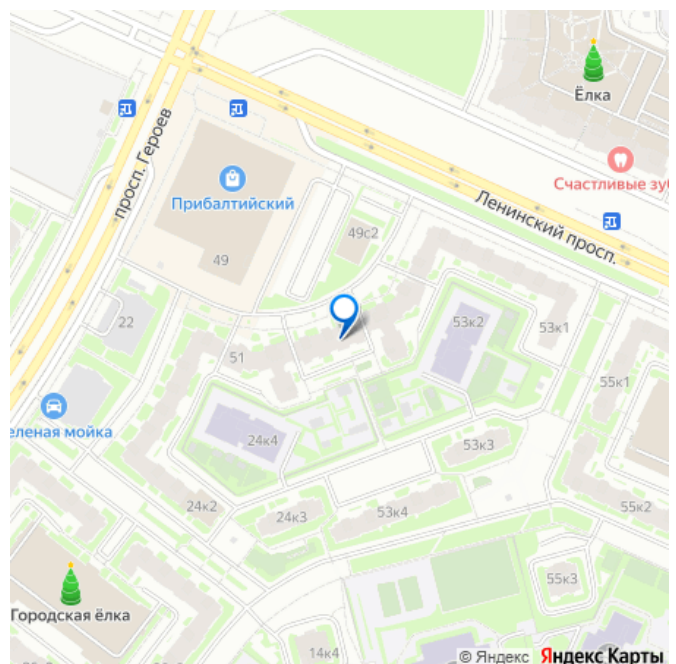 Ёлка
просп. Героев
Счастливые зу
Прибалтийский
Ленинский просп.
49с2
49
22
53к2
53к1
51
55к1
еленая мойка
24к4
53к3
24к2
24к3
53к4
55к2
55к3
Городская ёлка
14к4
© Яндекс Яндекс Карты